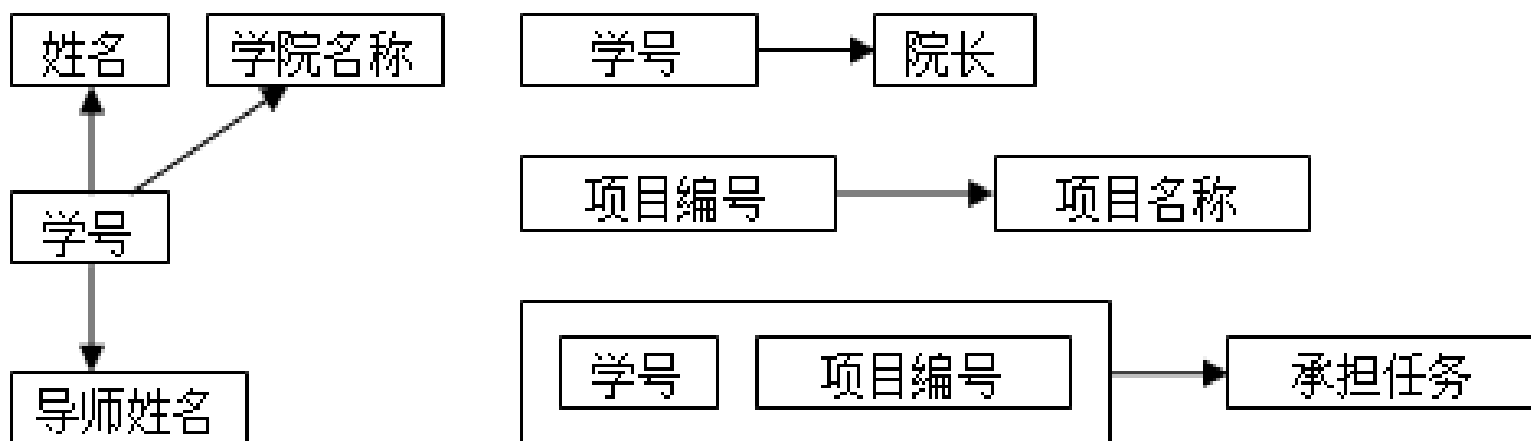 姓名
学院名称
学号
导师姓名
学号
院长
项目编号
项目名称
学号
项目编号
承担任务